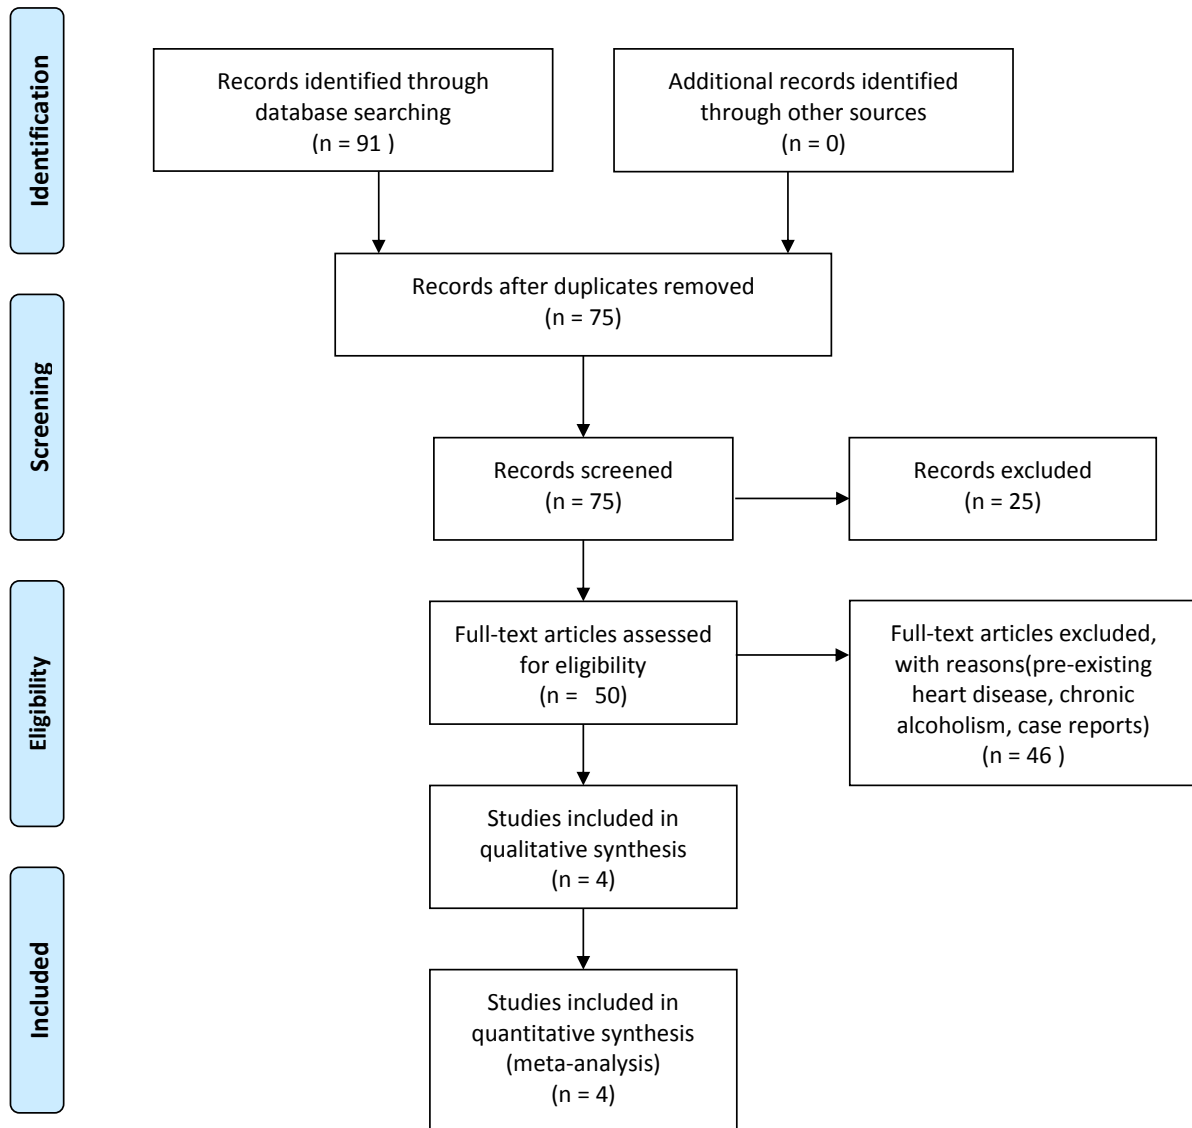 Identification
Records identified through
database searching
(n = 91 )
Additional records identified
through other sources
(n = 0)
Records after duplicates removed
(n = 75)
Screening
Records screened
(n = 75)
Records excluded
(n = 25)
Eligibility
Full-text articles assessed
for eligibility
(n =   50)
Full-text articles excluded,
with reasons(pre-existing
heart disease, chronic
alcoholism, case reports)
(n = 46 )
Studies included in
qualitative synthesis
(n = 4)
Included
Studies included in
quantitative synthesis
(meta-analysis)
(n = 4)